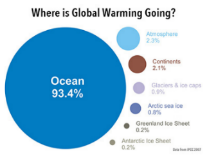 Where is Global Warming Going?
Ocean
93.4%
Atmosphere
2.3%
Continents
2.1%
Glaciers & Ice caps
0.9%
Arctic sea ice
0.8%
Greenland Ice Sheet
0.2%
Antarctic Ice Sheet
0.2%